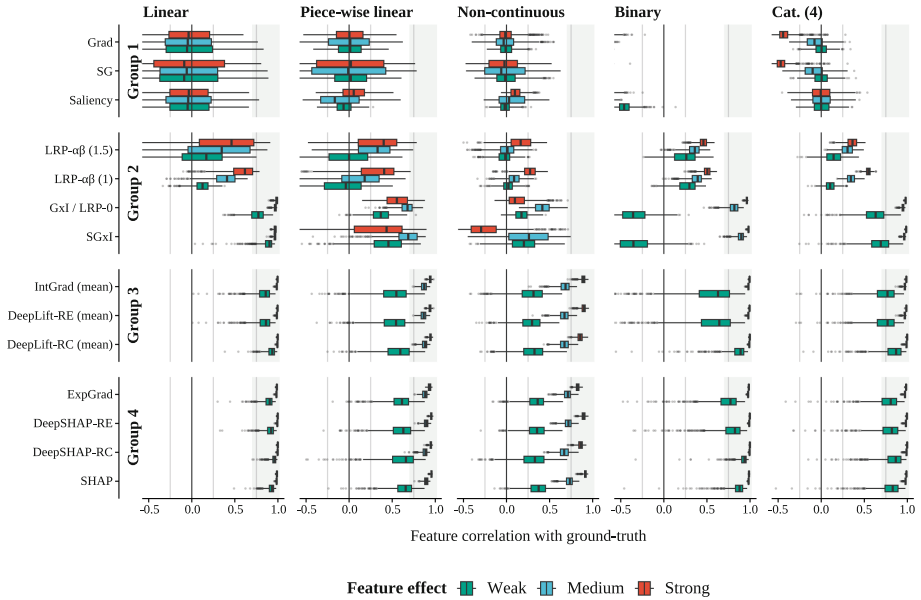 Linear
Piece-wise linear
Non-continuous
Binary
Cat. (4)
Group 1
Grad
SG
Saliency
Group 2
LRP-αβ (1.5)
LRP-αβ (1)
GxI / LRP-0
SGxI
Group 3
IntGrad (mean)
DeepLift-RE (mean)
DeepLift-RC (mean)
Group 4
ExpGrad
DeepSHAP-RE
DeepSHAP-RC
SHAP
-0.5 0.0 0.5 1.0 -0.5 0.0 0.5 1.0 -0.5 0.0 0.5 1.0 -0.5 0.0 0.5 1.0 -0.5 0.0 0.5 1.0
Feature correlation with ground-truth
Feature effect Weak Medium Strong